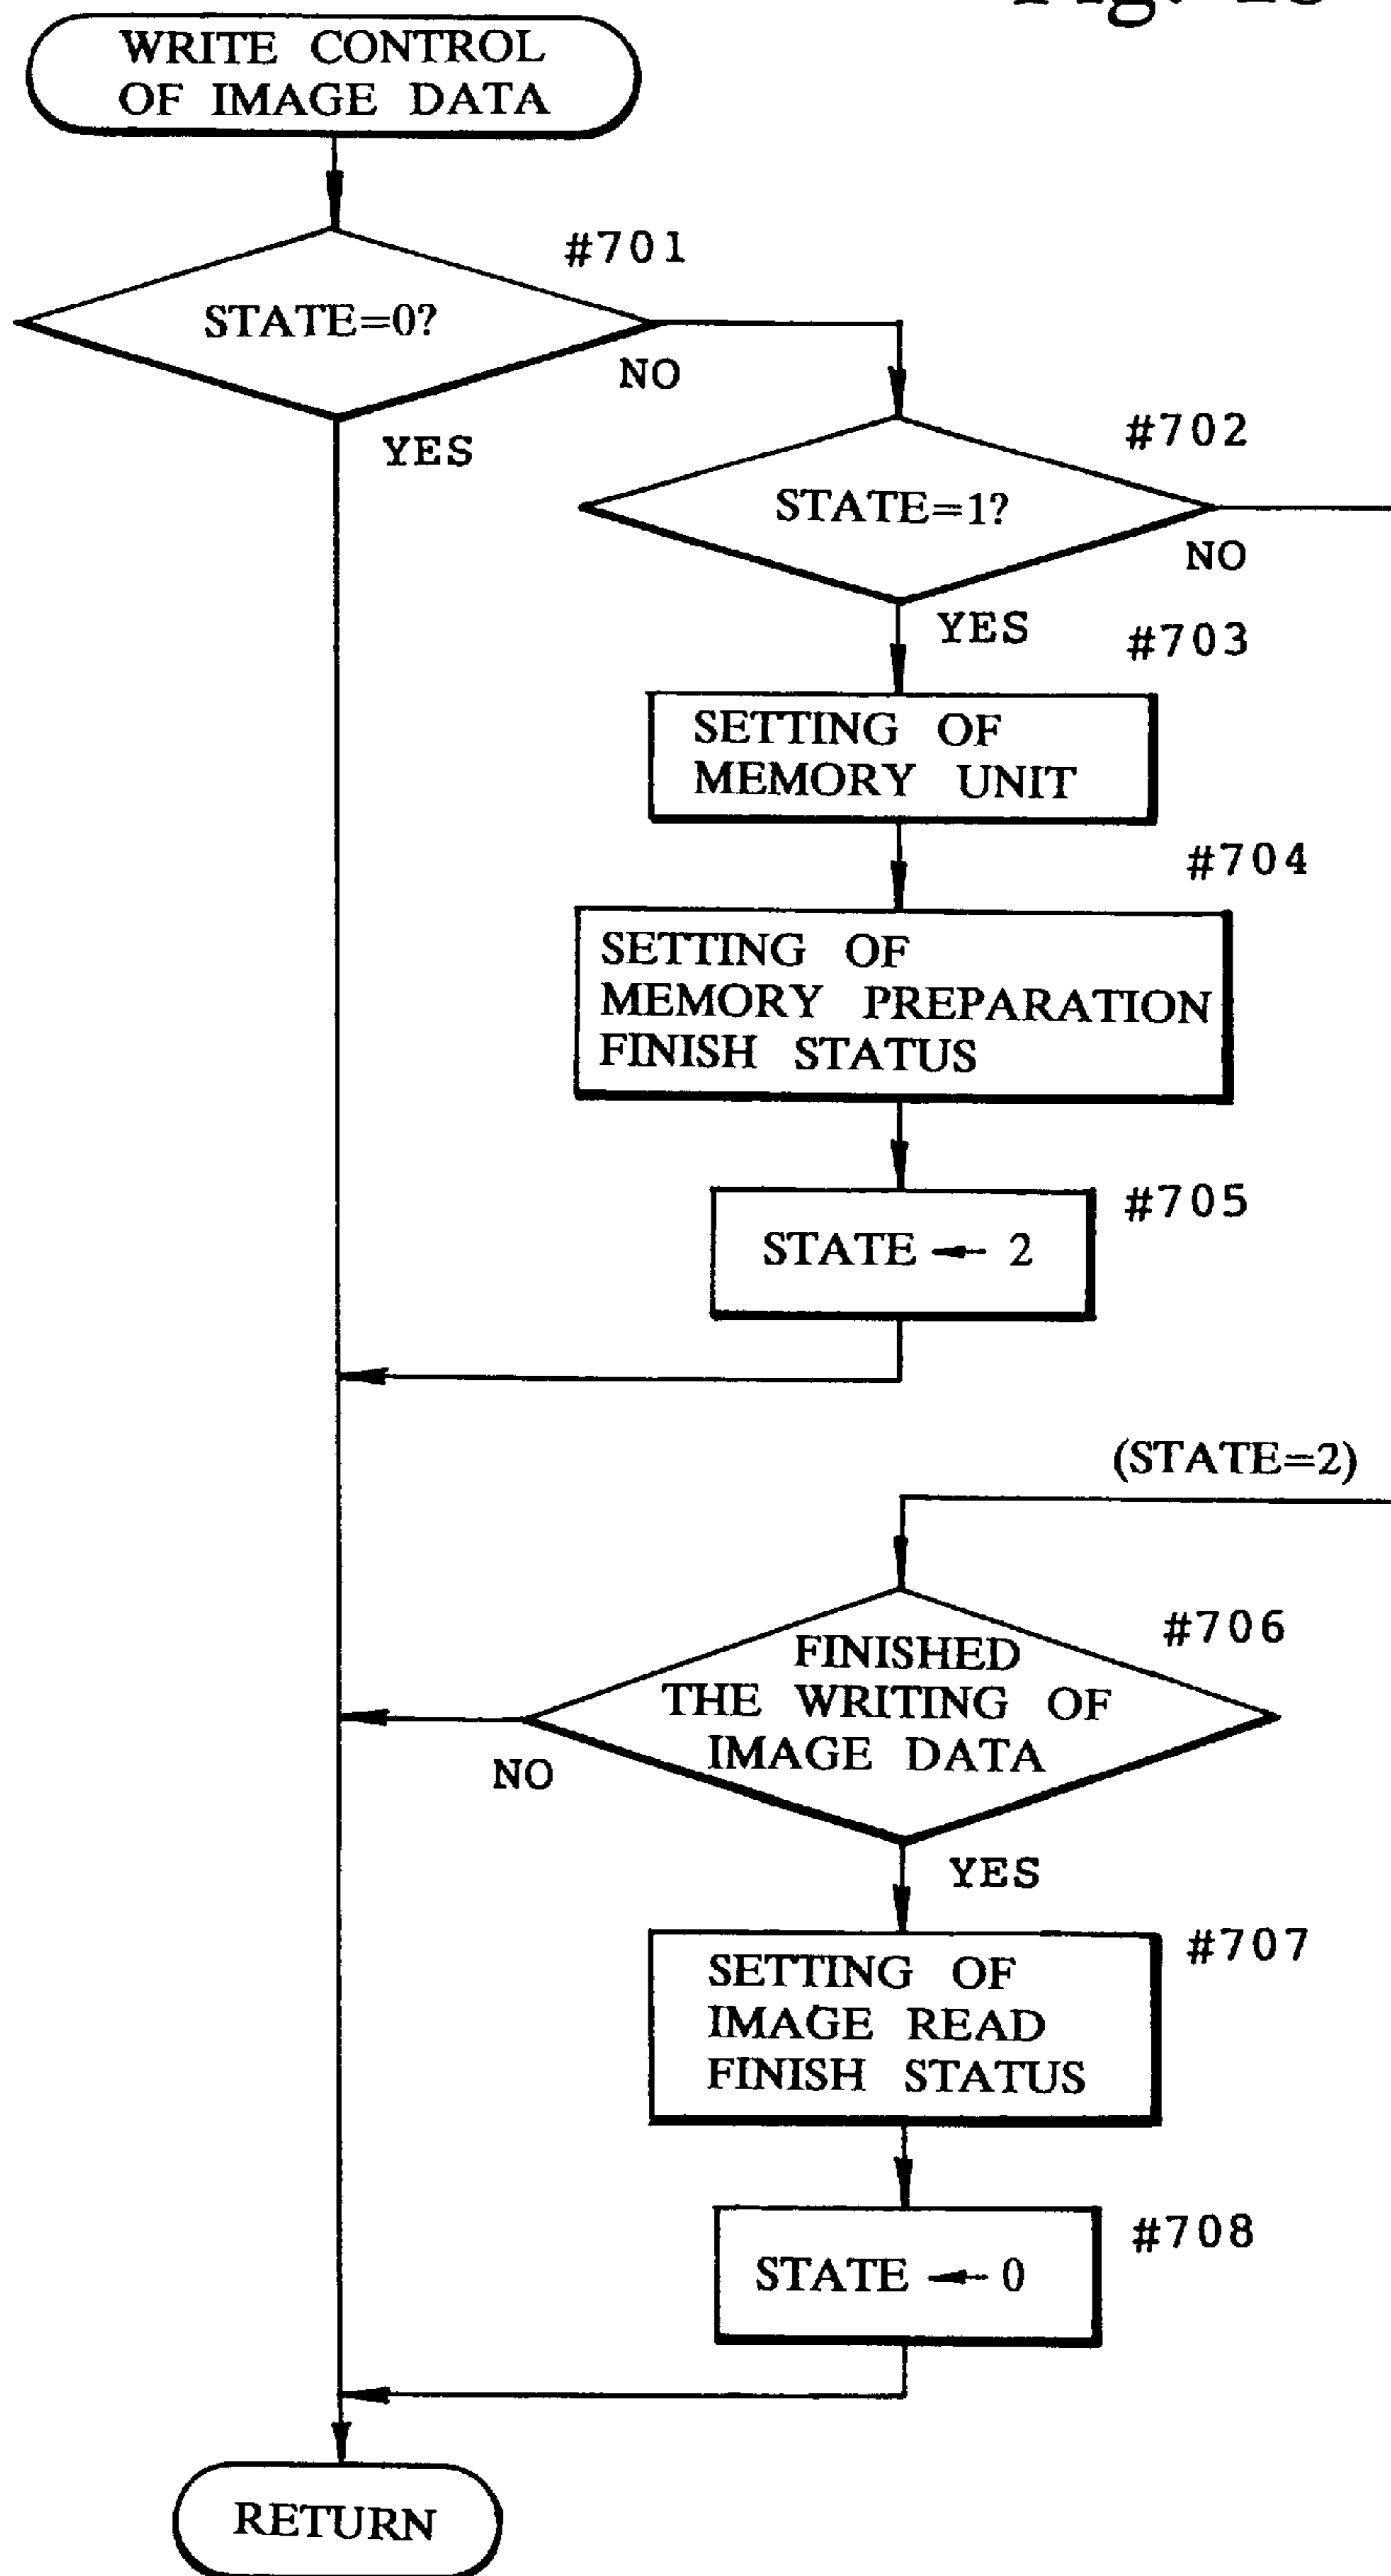 WRITE CONTROL
OF IMAGE DATA
#701
STATE=0?
NO
YES
#702
STATE=1?
NO
YES
#703
SETTING OF
MEMORY UNIT
#704
SETTING OF
MEMORY PREPARATION
FINISH STATUS
#705
STATE ← 2
(STATE=2)
#706
FINISHED
THE WRITING OF
IMAGE DATA
NO
YES
#707
SETTING OF
IMAGE READ
FINISH STATUS
#708
STATE ← 0
RETURN